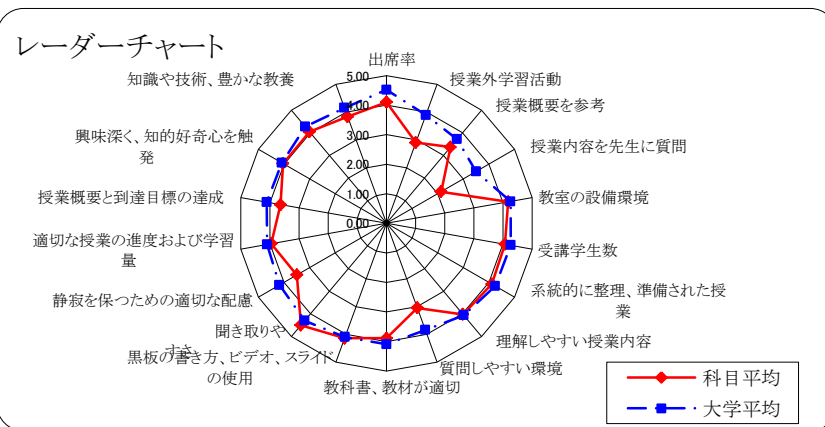 レーダーチャート
出席率
授業外学習活動
授業概要を参考
授業内容を先生に質問
教室の設備環境
受講学生数
系統的に整理、準備された授
業
理解しやすい授業内容
質問しやすい環境
教科書、教材が適切
黒板の書き方、ビデオ、スライド
の使用
聞き取りや
すさ
静寂を保つための適切な配慮
適切な授業の進度および学習
量
授業概要と到達目標の達成
興味深く、知的好奇心を触
発
知識や技術、豊かな教養
5.00
4.00
3.00
2.00
1.00
0.00
科目平均
大学平均